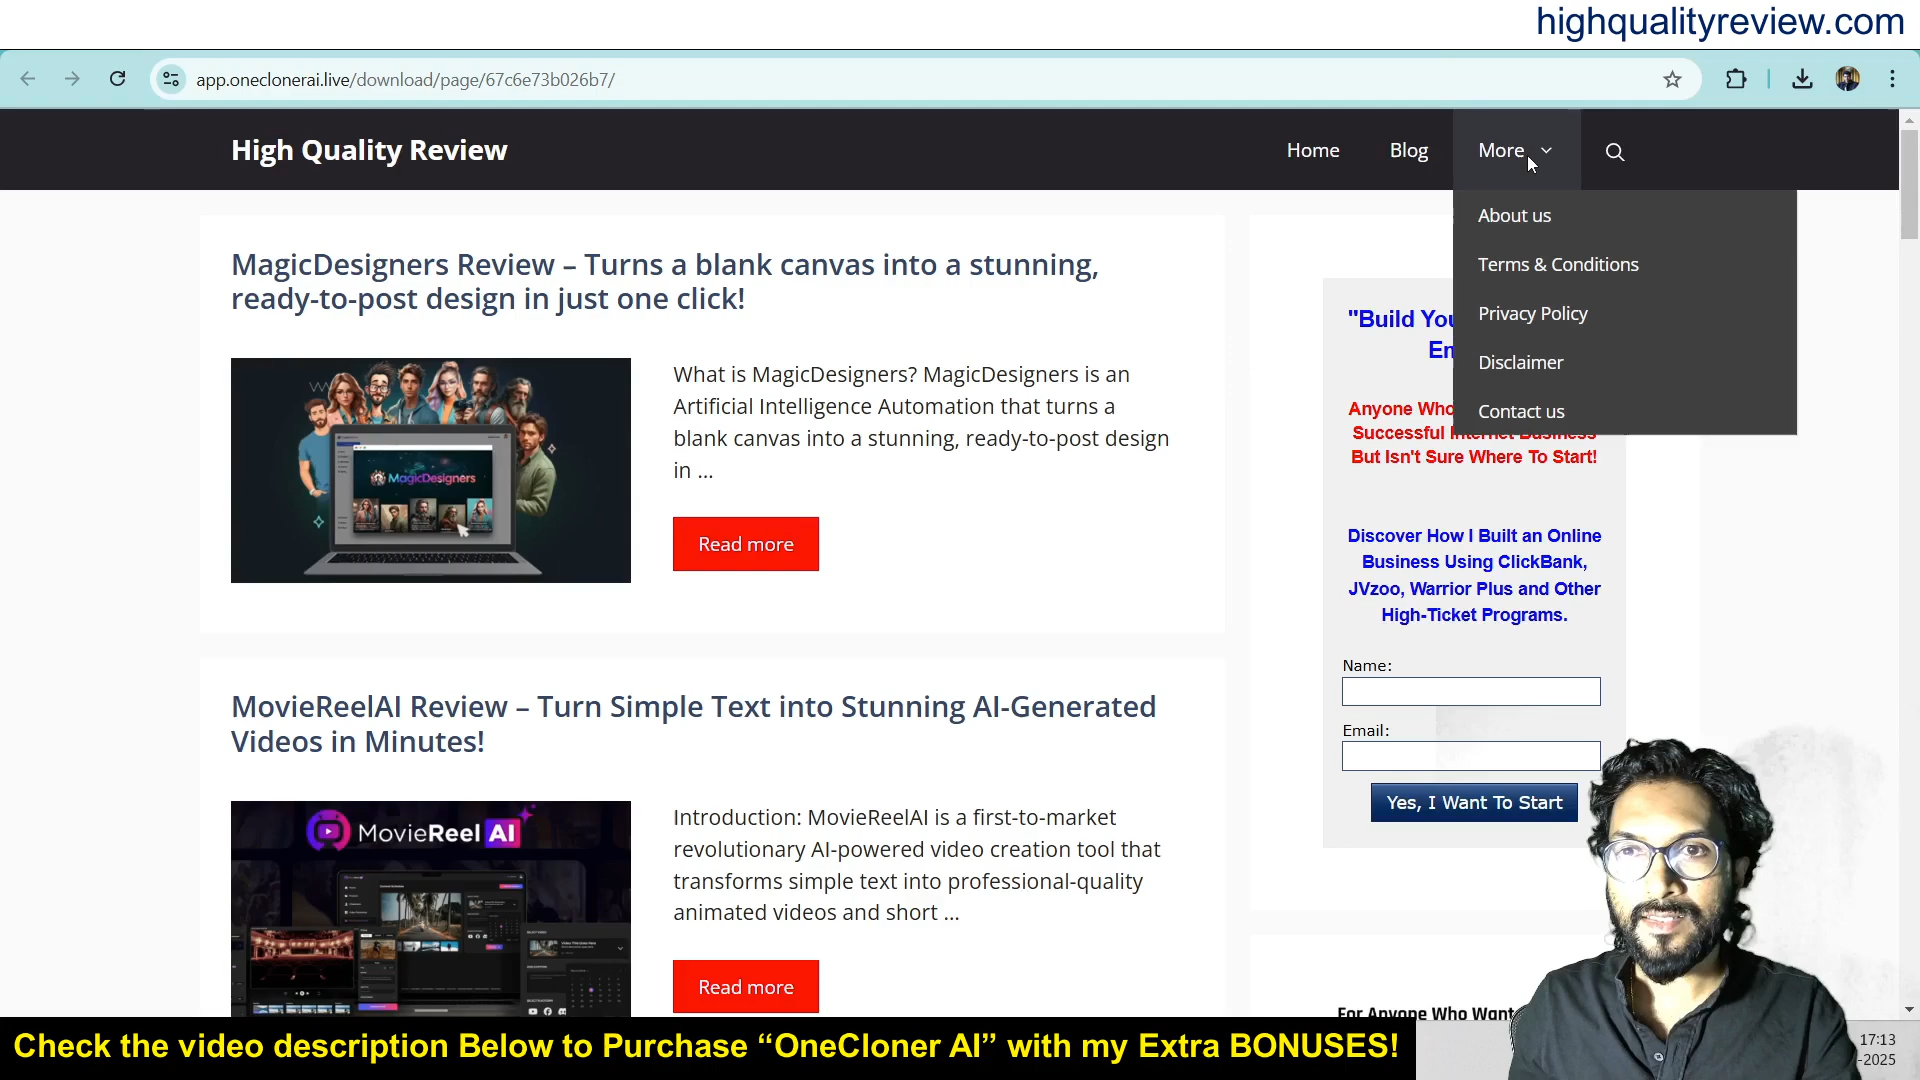 highqualityreview.com
app.oneclonerai.live/download/page/67c6e73b026b7/
High Quality Review
Home
Blog
More
About us
Terms & Conditions
Privacy Policy
Disclaimer
Contact us
MagicDesigners Review – Turns a blank canvas into a stunning,
ready-to-post design in just one click!
MagicDesigners
What is MagicDesigners? MagicDesigners is an
Artificial Intelligence Automation that turns a
blank canvas into a stunning, ready-to-post design
in ...
Read more
MovieReelAI Review – Turn Simple Text into Stunning AI-Generated
Videos in Minutes!
MovieReel AI
Introduction: MovieReelAI is a first-to-market
revolutionary AI-powered video creation tool that
transforms simple text into professional-quality
animated videos and short ...
Read more
"Build You
Em
Anyone Who
Successful Internet Business
But Isn't Sure Where To Start!
Discover How I Built an Online
Business Using ClickBank,
JVzoo, Warrior Plus and Other
High-Ticket Programs.
Name:
Email:
Yes, I Want To Start
For Anyone Who Want
Check the video description Below to Purchase “OneCloner AI” with my Extra BONUSES!
17:13
-2025